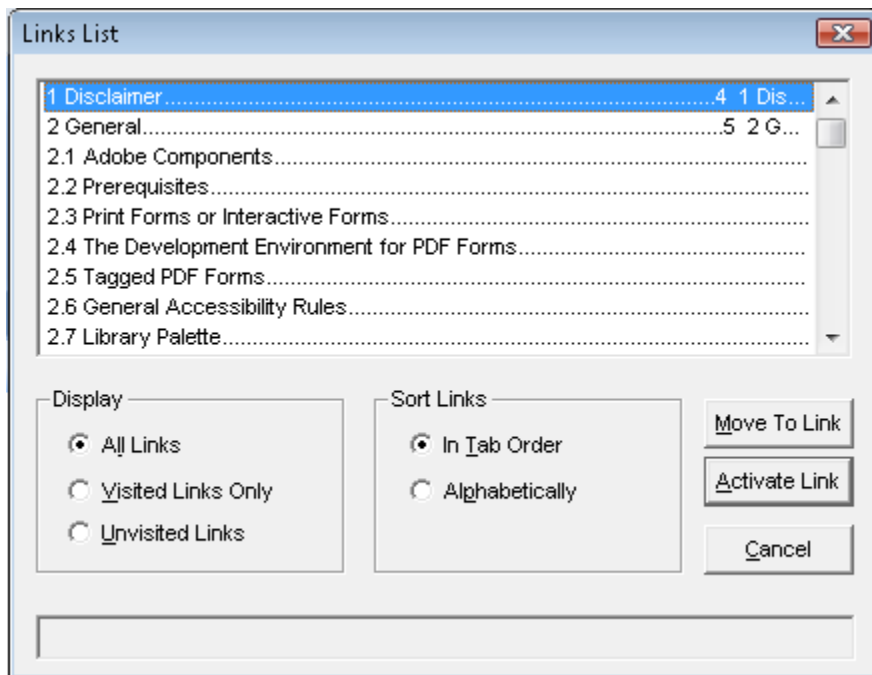 Links List
1 Disclaimer....................................................................................................4 1 Dis...
2 General.........................................................................................................5 2 G...
2.1 Adobe Components.................................................................................................
2.2 Prerequisites.............................................................................................................
2.3 Print Forms or Interactive Forms............................................................................
2.4 The Development Environment for PDF Forms.....................................................
2.5 Tagged PDF Forms..................................................................................................
2.6 General Accessibility Rules....................................................................................
2.7 Library Palette...........................................................................................................
Display
All Links
Visited Links Only
Unvisited Links
Sort Links
In Tab Order
Alphabetically
Move To Link
Activate Link
Cancel